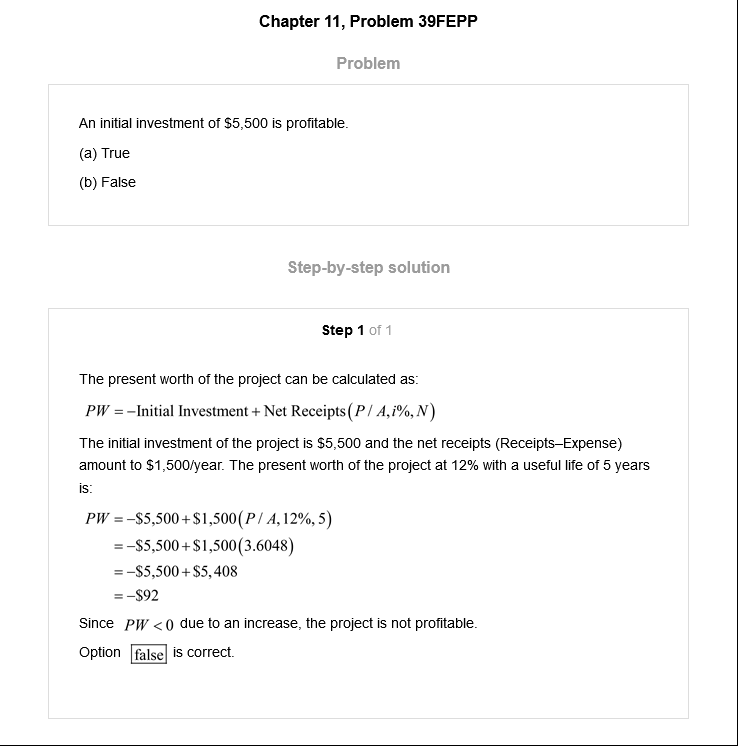 Chapter 11, Problem 39FEPP
Problem
An initial investment of $5,500 is profitable.
(a) True
(b) False
Step-by-step solution
Step 1 of 1
The present worth of the project can be calculated as:
PW = −Initial Investment + Net Receipts(P / A, i%, N)
The initial investment of the project is $5,500 and the net receipts (Receipts–Expense)
amount to $1,500/year. The present worth of the project at 12% with a useful life of 5 years
is:
PW = −$5,500 + $1,500(P / A, 12%, 5)
= −$5,500 + $1,500(3.6048)
= −$5,500 + $5,408
= −$92
Since PW < 0 due to an increase, the project is not profitable.
Option false is correct.